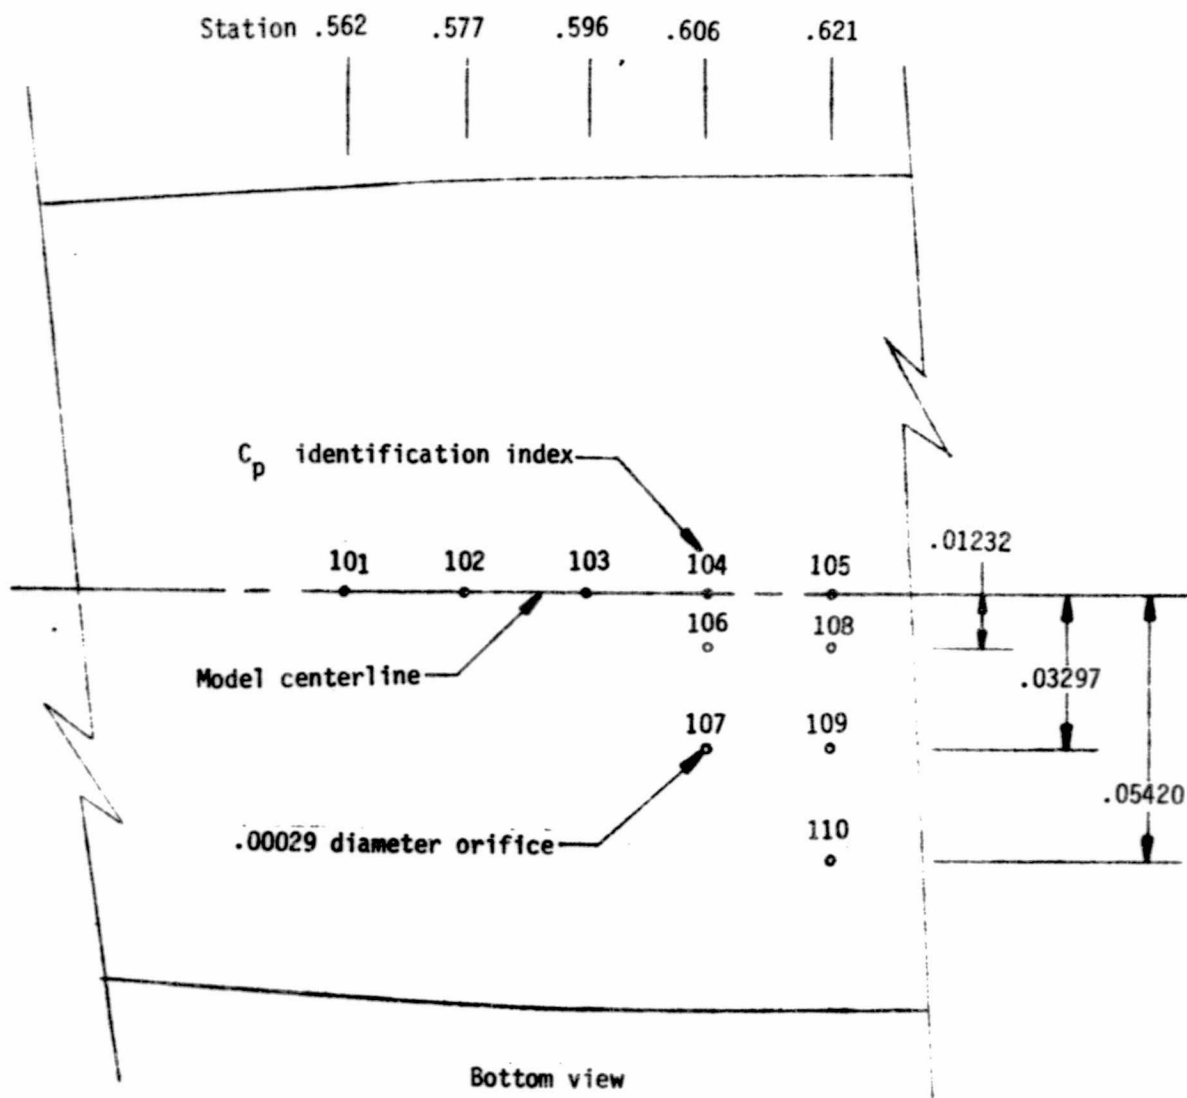 Station .562 .577 .596 .606 .621
C_p identification index
.01232
101 102 103 104 105
106 108
Model centerline
.03297
107 109
.05420
.00029 diameter orifice
110
Bottom view